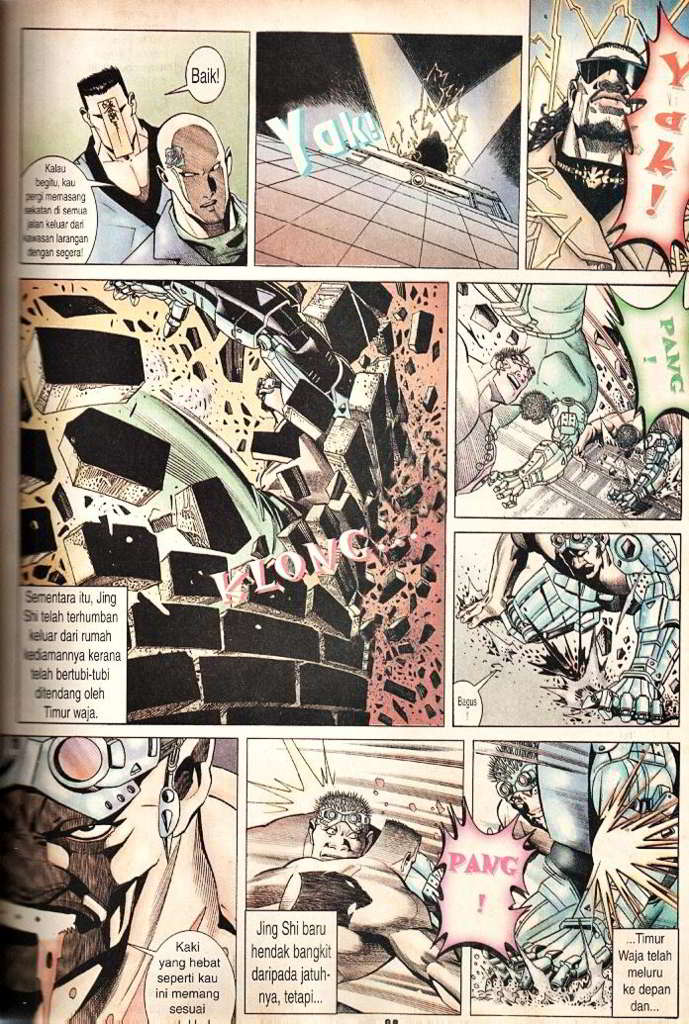 Baik!
Kalau
begitu, kau
pergi memasang
sekatan di semua
jalan keluar dari
kawasan larangan
dengan segera!
Yak!
Yak!
KLONG...
Sementara itu, Jing
Shi telah terhumban
keluar dari rumah
kediamannya kerana
telah bertubi-tubi
ditendang oleh
Timur waja.
PANG
!
Bagus
!
Kaki
yang hebat
seperti kau
ini memang
sesuai
Jing Shi baru
hendak bangkit
daripada jatuh-
nya, tetapi...
PANG
!
...Timur
Waja telah
meluru
ke depan
dan...